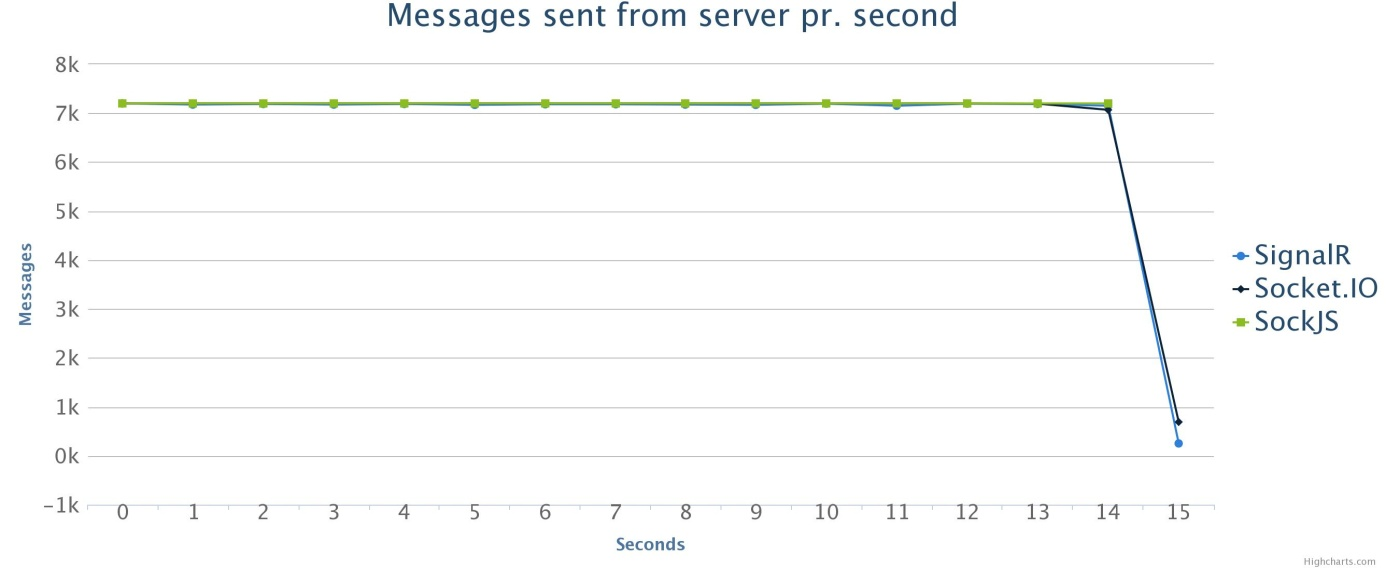 Messages sent from server pr. second
8k
7k
6k
5k
4k
3k
2k
1k
0k
−1k
Messages
0 1 2 3 4 5 6 7 8 9 10 11 12 13 14 15
Seconds
SignalR
Socket.IO
SockJS
Highcharts.com